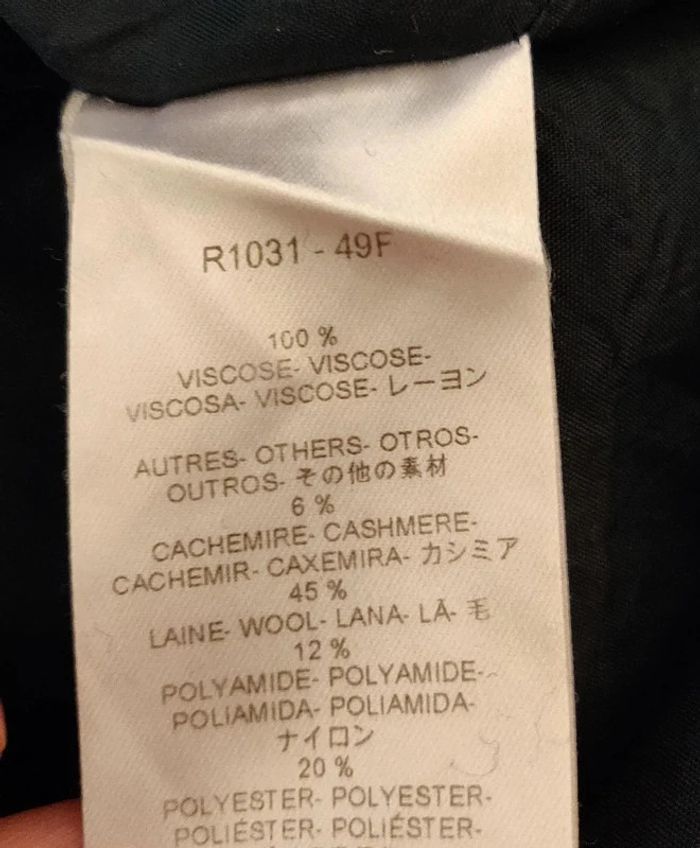 R1031 - 49F
100 %
VISCOSE- VISCOSE-
VISCOSA- VISCOSE- レーヨン
AUTRES- OTHERS- OTROS-
OUTROS- その他の素材
6 %
CACHEMIRE- CASHMERE-
CACHEMIR- CAXEMIRA- カシミア
45 %
LAINE- WOOL- LANA- LÃ- 毛
12 %
POLYAMIDE- POLYAMIDE-
POLIAMIDA- POLIAMIDA-
ナイロン
20 %
POLYESTER- POLYESTER-
POLIÉSTER- POLIÉSTER-